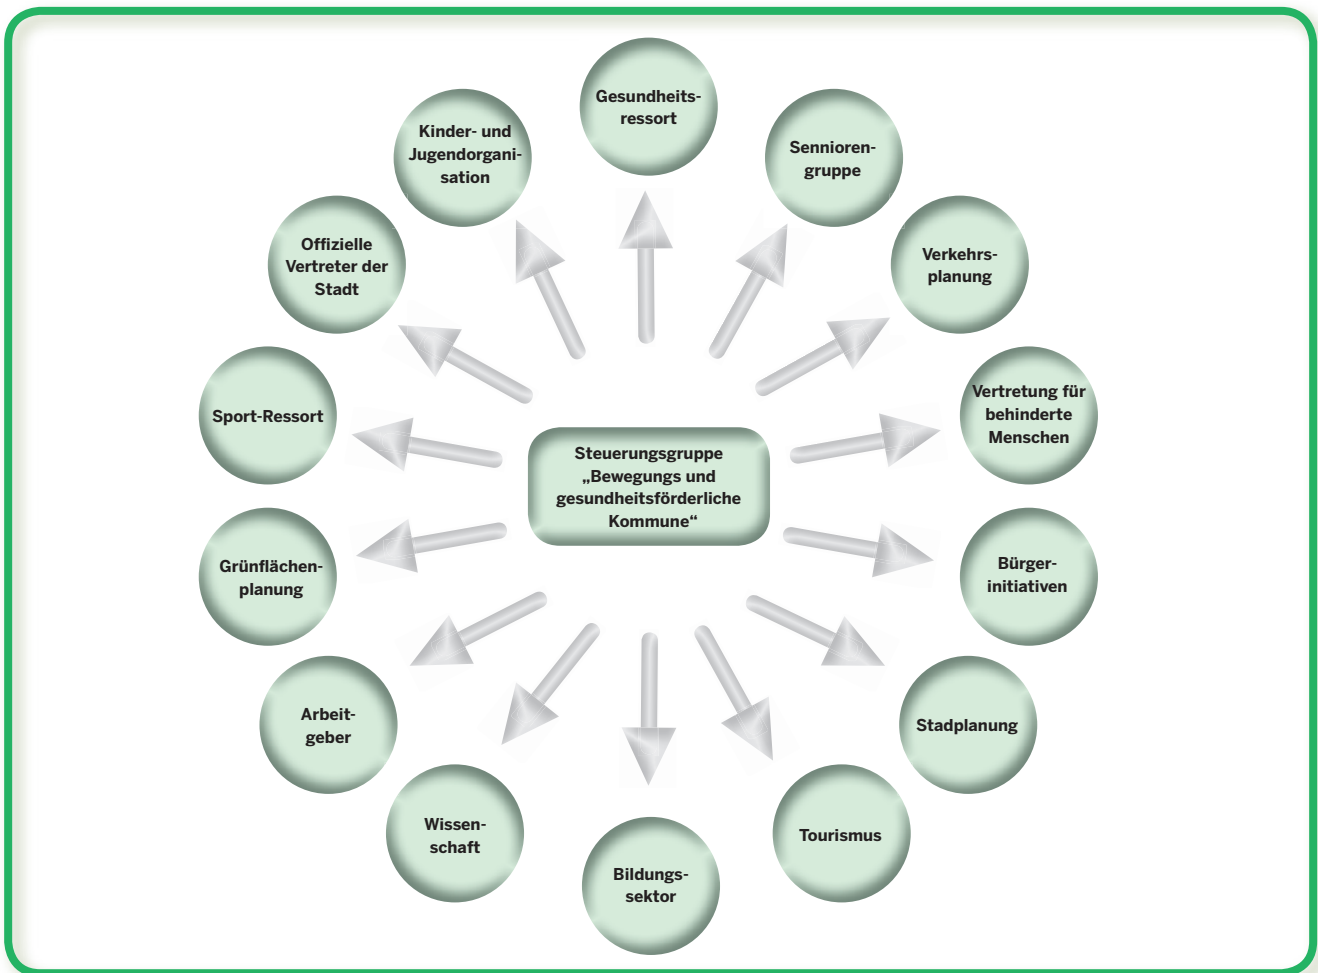 Gesundheits-
ressort
Sennioren-
gruppe
Verkehrs-
planung
Vertretung für
behinderte
Menschen
Bürger-
initiativen
Stadplanung
Tourismus
Bildungs-
sektor
Wissen-
schaft
Arbeit-
geber
Grünflächen-
planung
Sport-Ressort
Offizielle
Vertreter der
Stadt
Kinder- und
Jugendorgani-
sation
Steuerungsgruppe
„Bewegungs und
gesundheitsförderliche
Kommune“